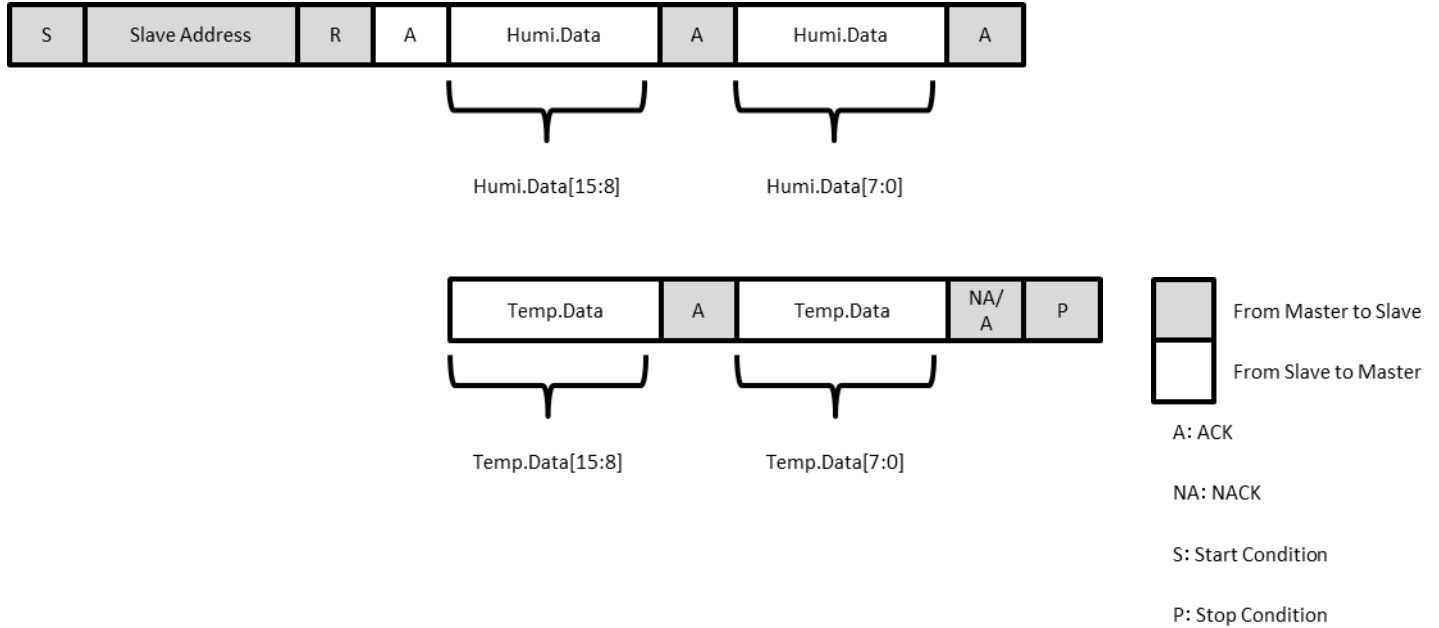 S Slave Address R A Humi.Data A Humi.Data A
Humi.Data[15:8] Humi.Data[7:0]
Temp.Data A Temp.Data NA/
A P
From Master to Slave
From Slave to Master
Temp.Data[15:8] Temp.Data[7:0]
A: ACK
NA: NACK
S: Start Condition
P: Stop Condition